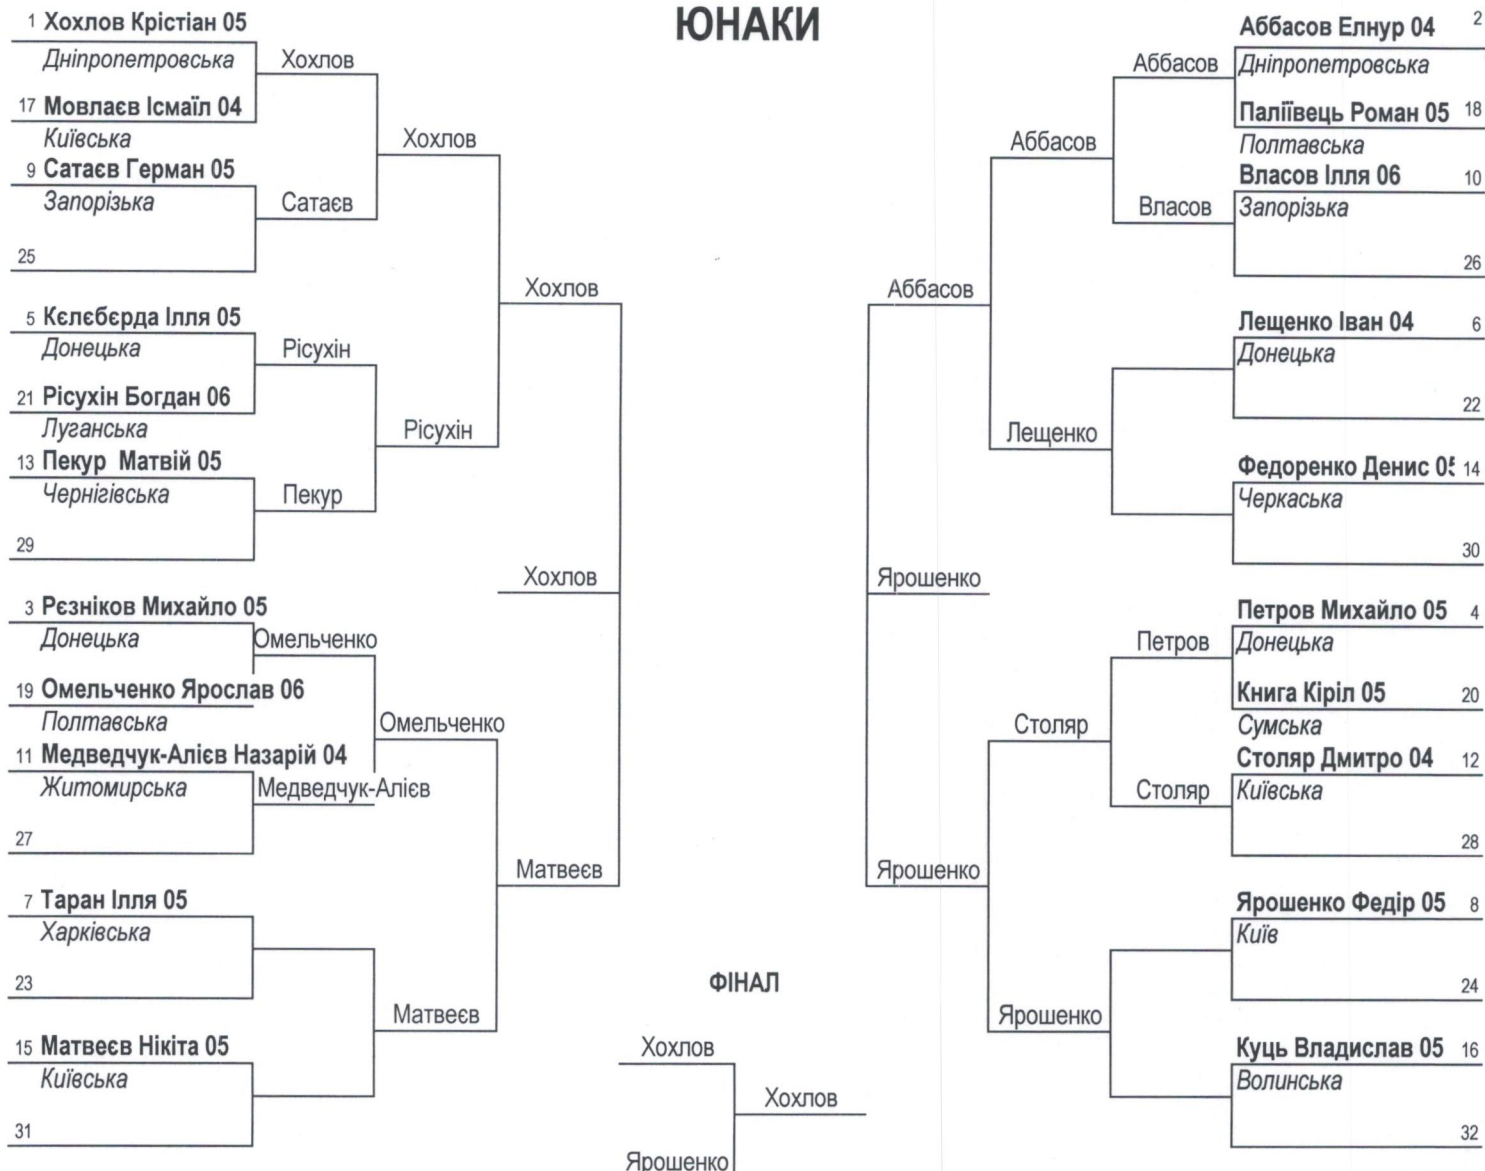 ЮНАКИ
1 Хохлов Крістіан 05
Дніпропетровська
17 Мовлаєв Ісмаїл 04
Київська
9 Сатаєв Герман 05
Запорізька
25
5 Кєлєбєрда Ілля 05
Донецька
21 Рісухін Богдан 06
Луганська
13 Пекур Матвій 05
Чернігівська
29
3 Рєзніков Михайло 05
Донецька
19 Омельченко Ярослав 06
Полтавська
11 Медведчук-Алієв Назарій 04
Житомирська
27
7 Таран Ілля 05
Харківська
23
15 Матвеєв Нікіта 05
Київська
31
Хохлов
Сатаєв
Рісухін
Пекур
Омельченко
Медведчук-Алієв
Хохлов
Рісухін
Омельченко
Матвеєв
Хохлов
Матвеєв
Хохлов
ФІНАЛ
Хохлов
Хохлов
Ярошенко
Ярошенко
Аббасов
Ярошенко
Аббасов
Лещенко
Столяр
Ярошенко
Аббасов
Власов
Петров
Столяр
Аббасов Елнур 04 2
Дніпропетровська
Паліївець Роман 05 18
Полтавська
Власов Ілля 06 10
Запорізька
26
Лещенко Іван 04 6
Донецька
22
Федоренко Денис 05 14
Черкаська
30
Петров Михайло 05 4
Донецька
Книга Кіріл 05 20
Сумська
Столяр Дмитро 04 12
Київська
28
Ярошенко Федір 05 8
Київ
24
Куць Владислав 05 16
Волинська
32